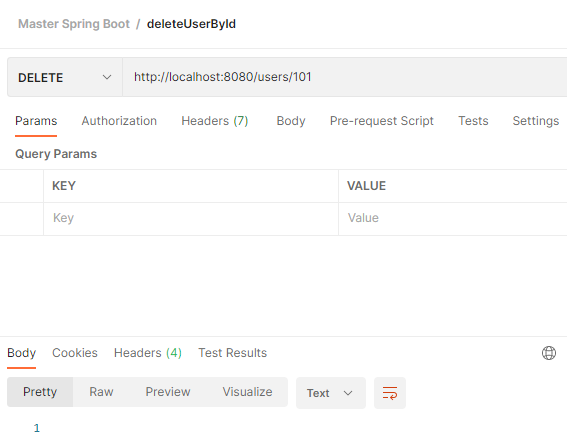 Master Spring Boot / deleteUserById
DELETE http://localhost:8080/users/101
Params Authorization Headers (7) Body Pre-request Script Tests Settings
Query Params
KEY VALUE
Key Value
Body Cookies Headers (4) Test Results
Pretty Raw Preview Visualize Text
1